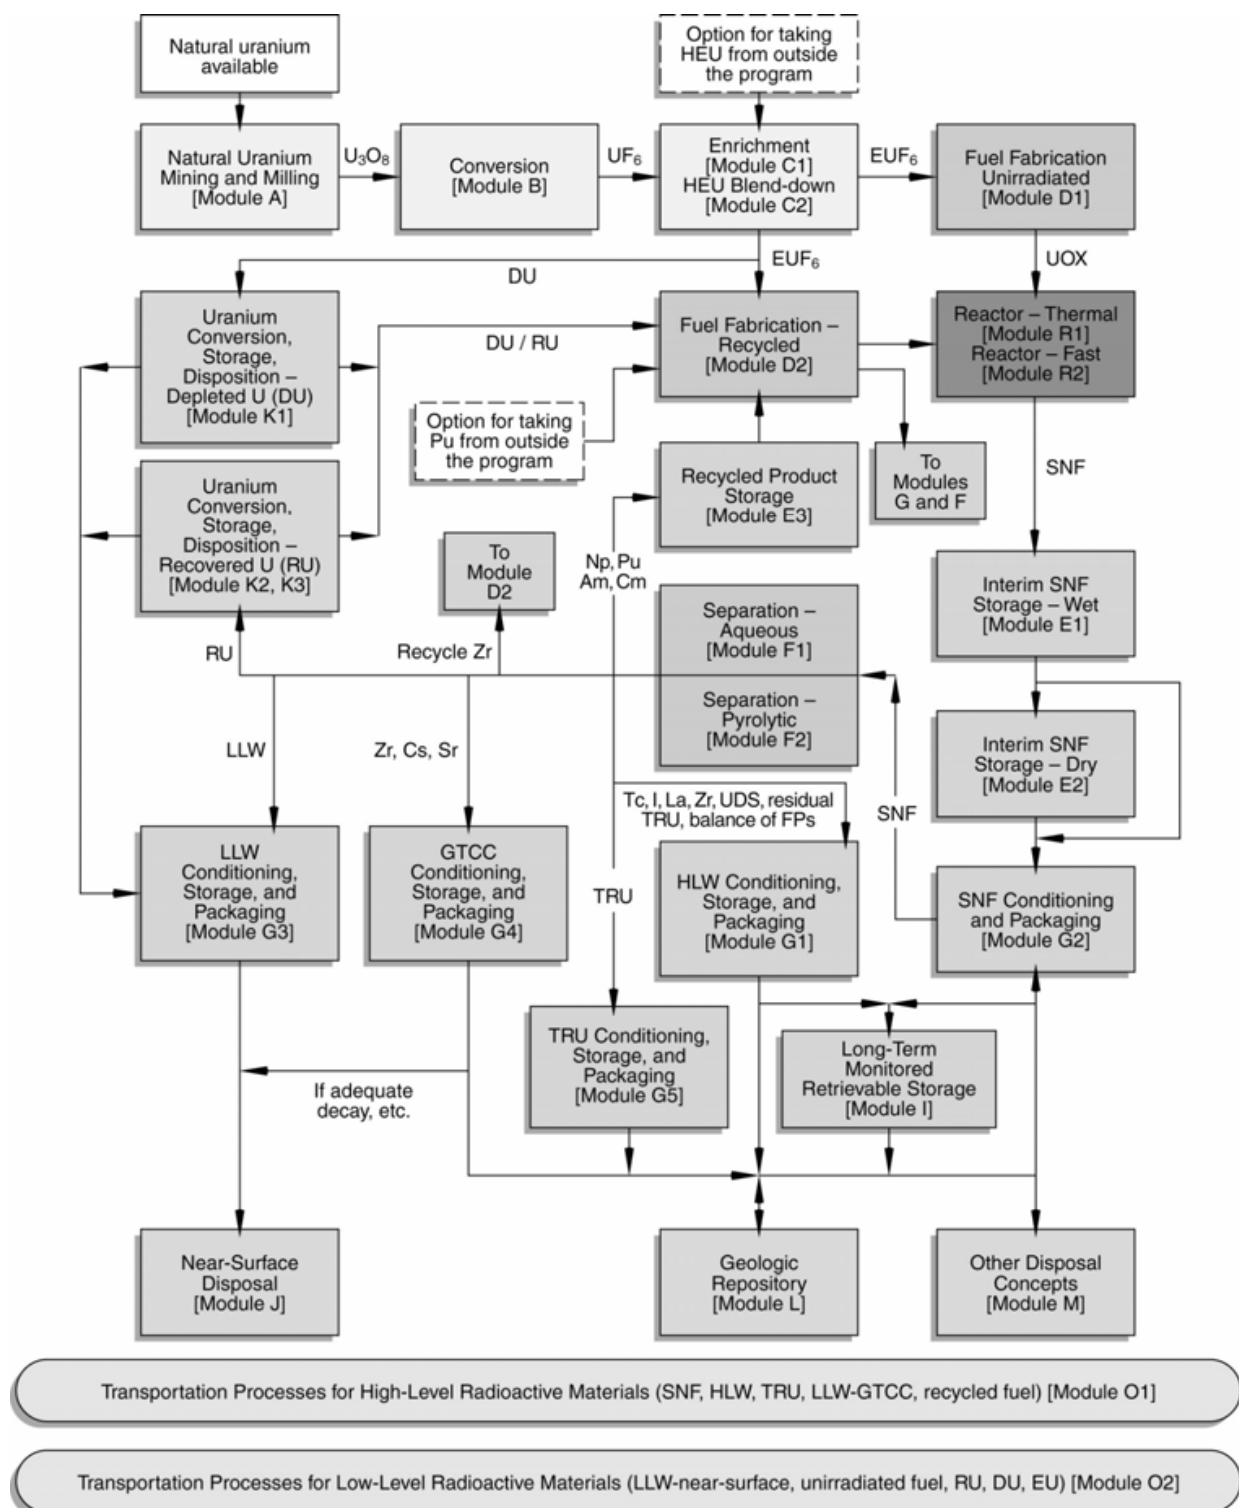 Natural uranium
available
Option for taking
HEU from outside
the program
Natural Uranium
Mining and Milling
[Module A]
U₃O₈
Conversion
[Module B]
UF₆
Enrichment
[Module C1]
HEU Blend-down
[Module C2]
EUF₆
Fuel Fabrication
Unirradiated
[Module D1]
DU
EUF₆
UOX
Uranium
Conversion,
Storage,
Disposition –
Depleted U (DU)
[Module K1]
DU / RU
Fuel Fabrication –
Recycled
[Module D2]
Reactor – Thermal
[Module R1]
Reactor – Fast
[Module R2]
Option for taking
Pu from outside
the program
Uranium
Conversion,
Storage,
Disposition –
Recovered U (RU)
[Module K2, K3]
Recycled Product
Storage
[Module E3]
To
Modules
G and F
SNF
To
Module
D2
Np, Pu
Am, Cm
Separation –
Aqueous
[Module F1]
Separation –
Pyrolytic
[Module F2]
Interim SNF
Storage – Wet
[Module E1]
RU
Recycle Zr
Interim SNF
Storage – Dry
[Module E2]
LLW
Zr, Cs, Sr
Tc, I, La, Zr, UDS, residual
TRU, balance of FPs
SNF
LLW
Conditioning,
Storage, and
Packaging
[Module G3]
GTCC
Conditioning,
Storage, and
Packaging
[Module G4]
TRU
HLW Conditioning,
Storage, and
Packaging
[Module G1]
SNF Conditioning
and Packaging
[Module G2]
TRU Conditioning,
Storage, and
Packaging
[Module G5]
Long-Term
Monitored
Retrievable Storage
[Module I]
If adequate
decay, etc.
Near-Surface
Disposal
[Module J]
Geologic
Repository
[Module L]
Other Disposal
Concepts
[Module M]
Transportation Processes for High-Level Radioactive Materials (SNF, HLW, TRU, LLW-GTCC, recycled fuel) [Module O1]
Transportation Processes for Low-Level Radioactive Materials (LLW-near-surface, unirradiated fuel, RU, DU, EU) [Module O2]